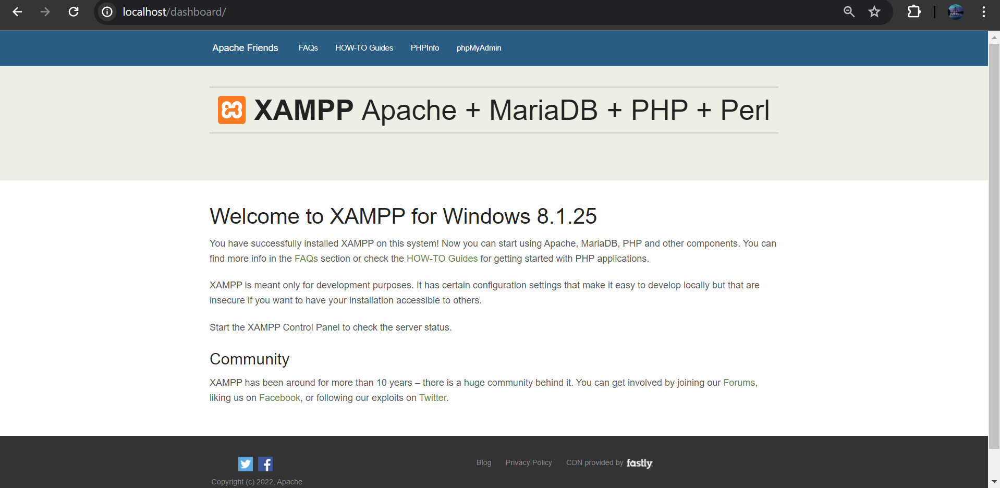 localhost/dashboard/
Apache Friends FAQs HOW-TO Guides PHPInfo phpMyAdmin
XAMPP Apache + MariaDB + PHP + Perl
Welcome to XAMPP for Windows 8.1.25
You have successfully installed XAMPP on this system! Now you can start using Apache, MariaDB, PHP and other components. You can
find more info in the FAQs section or check the HOW-TO Guides for getting started with PHP applications.
XAMPP is meant only for development purposes. It has certain configuration settings that make it easy to develop locally but that are
insecure if you want to have your installation accessible to others.
Start the XAMPP Control Panel to check the server status.
Community
XAMPP has been around for more than 10 years – there is a huge community behind it. You can get involved by joining our Forums,
liking us on Facebook, or following our exploits on Twitter.
Blog Privacy Policy CDN provided by fastly
Copyright (c) 2022, Apache